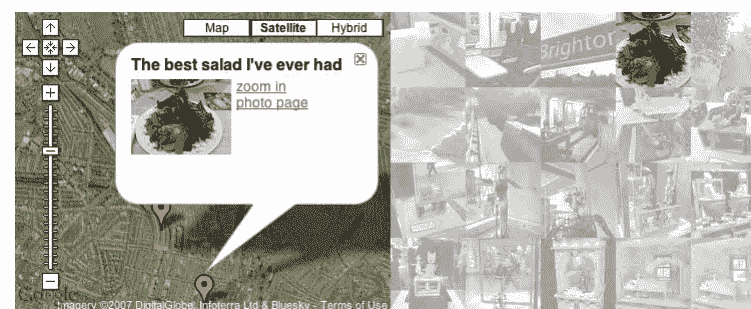 Map Satellite Hybrid
The best salad I've ever had
zoom in
photo page
Brighton
Imagery ©2007 DigitalGlobe, Infoterra Ltd & Bluesky - Terms of Use